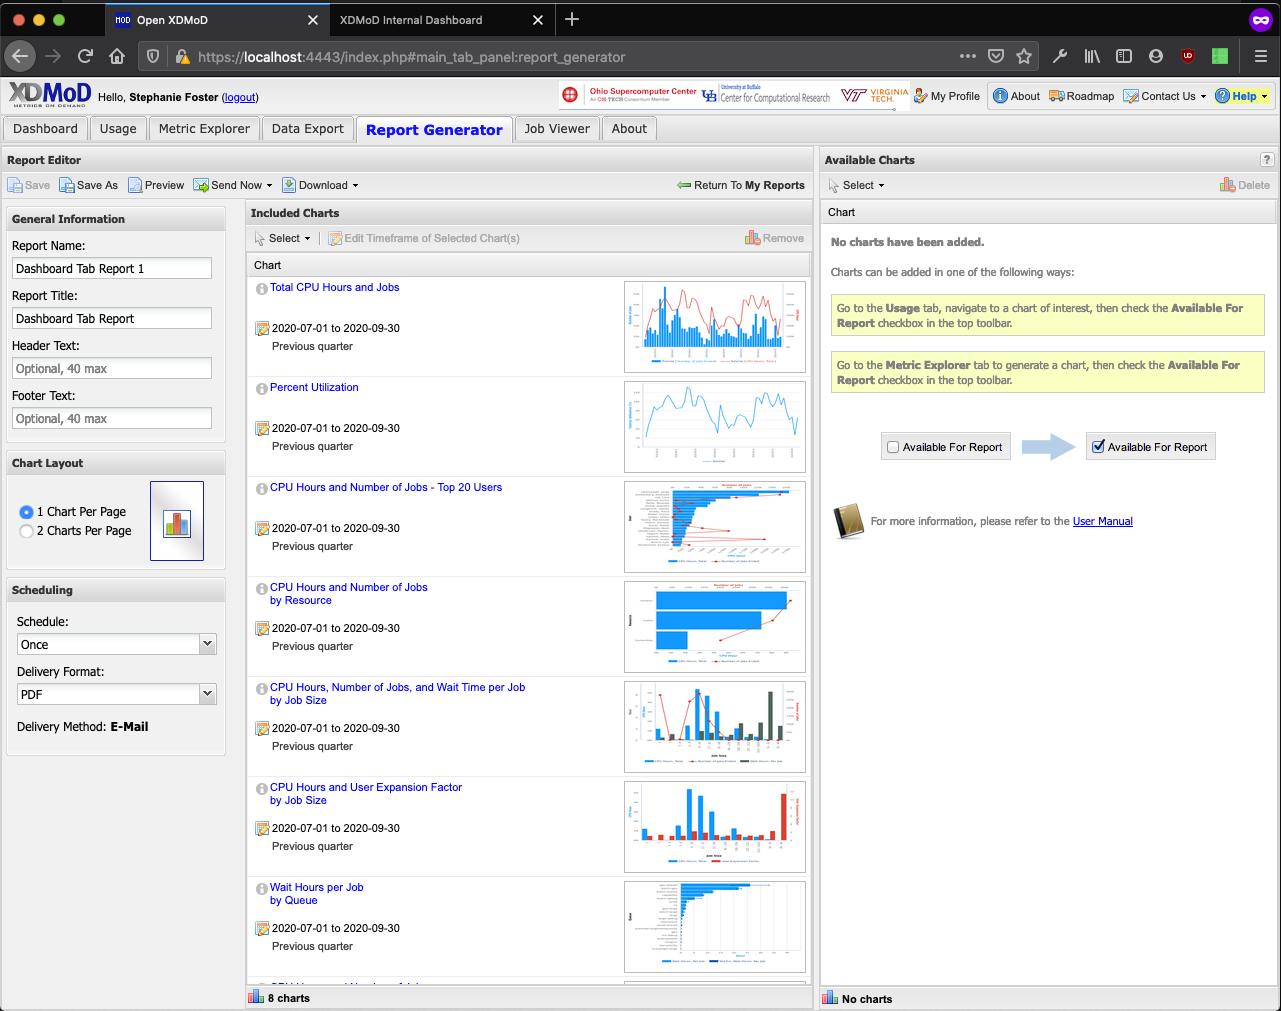 MOD Open XDMoD
XDMoD Internal Dashboard
https://localhost:4443/index.php#main_tab_panel:report_generator
XDMoD
METRICS ON DEMAND
Hello, Stephanie Foster (logout)
Ohio Supercomputer Center
An OH·TECH Consortium Member
University at Buffalo
Center for Computational Research
VIRGINIA
TECH.
My Profile
About
Roadmap
Contact Us
Help
Dashboard
Usage
Metric Explorer
Data Export
Report Generator
Job Viewer
About
Report Editor
Save
Save As
Preview
Send Now
Download
Return To My Reports
General Information
Report Name:
Dashboard Tab Report 1
Report Title:
Dashboard Tab Report
Header Text:
Optional, 40 max
Footer Text:
Optional, 40 max
Chart Layout
1 Chart Per Page
2 Charts Per Page
Scheduling
Schedule:
Once
Delivery Format:
PDF
Delivery Method: E-Mail
Included Charts
Select
Edit Timeframe of Selected Chart(s)
Remove
Chart
Total CPU Hours and Jobs
2020-07-01 to 2020-09-30
Previous quarter
Percent Utilization
2020-07-01 to 2020-09-30
Previous quarter
CPU Hours and Number of Jobs - Top 20 Users
2020-07-01 to 2020-09-30
Previous quarter
CPU Hours and Number of Jobs
by Resource
2020-07-01 to 2020-09-30
Previous quarter
CPU Hours, Number of Jobs, and Wait Time per Job
by Job Size
2020-07-01 to 2020-09-30
Previous quarter
CPU Hours and User Expansion Factor
by Job Size
2020-07-01 to 2020-09-30
Previous quarter
Wait Hours per Job
by Queue
2020-07-01 to 2020-09-30
Previous quarter
8 charts
Available Charts
?
Select
Delete
Chart
No charts have been added.
Charts can be added in one of the following ways:
Go to the Usage tab, navigate to a chart of interest, then check the Available For
Report checkbox in the top toolbar.
Go to the Metric Explorer tab to generate a chart, then check the Available For
Report checkbox in the top toolbar.
Available For Report
Available For Report
For more information, please refer to the User Manual
No charts